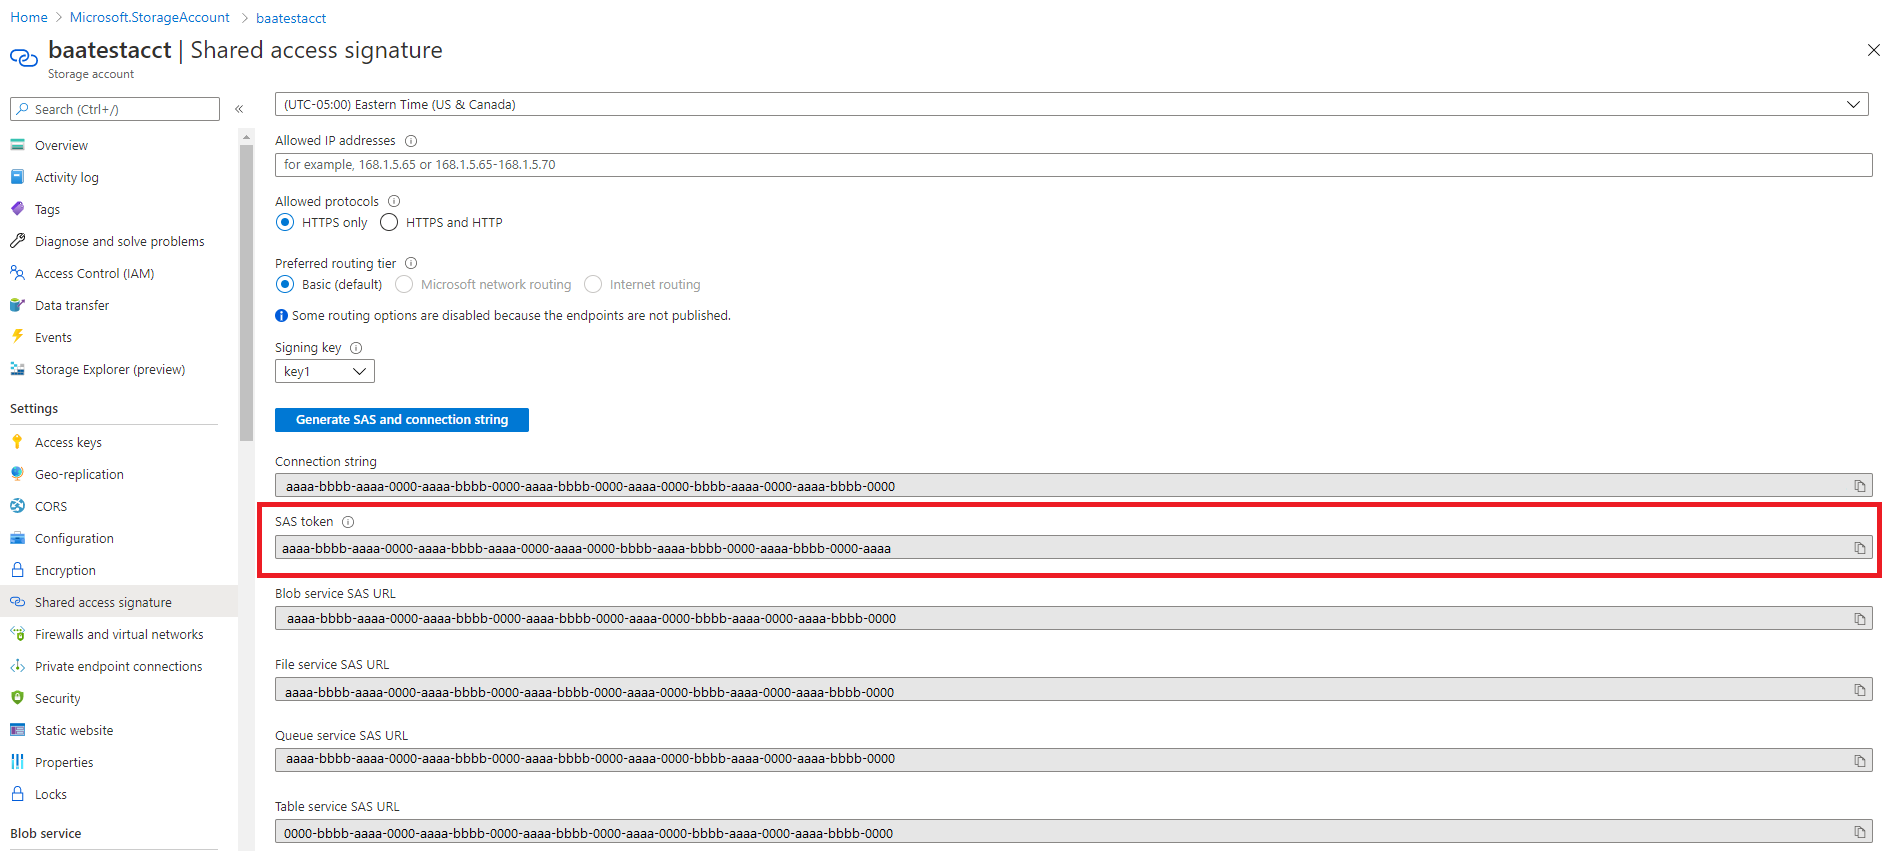 Home > Microsoft.StorageAccount > baatestacct
baatestacct | Shared access signature
Storage account
Search (Ctrl+/)
«
Overview
Activity log
Tags
Diagnose and solve problems
Access Control (IAM)
Data transfer
Events
Storage Explorer (preview)
Settings
Access keys
Geo-replication
CORS
Configuration
Encryption
Shared access signature
Firewalls and virtual networks
Private endpoint connections
Security
Static website
Properties
Locks
Blob service
(UTC-05:00) Eastern Time (US & Canada)
Allowed IP addresses
for example, 168.1.5.65 or 168.1.5.65-168.1.5.70
Allowed protocols
HTTPS only HTTPS and HTTP
Preferred routing tier
Basic (default) Microsoft network routing Internet routing
Some routing options are disabled because the endpoints are not published.
Signing key
key1
Generate SAS and connection string
Connection string
aaaa-bbbb-aaaa-0000-aaaa-bbbb-0000-aaaa-bbbb-0000-aaaa-0000-bbbb-aaaa-0000-aaaa-bbbb-0000
SAS token
aaaa-bbbb-aaaa-0000-aaaa-bbbb-aaaa-0000-aaaa-0000-bbbb-aaaa-bbbb-0000-aaaa-bbbb-0000-aaaa
Blob service SAS URL
aaaa-bbbb-aaaa-0000-aaaa-bbbb-0000-aaaa-bbbb-0000-aaaa-0000-bbbb-aaaa-0000-aaaa-bbbb-0000
File service SAS URL
aaaa-bbbb-aaaa-0000-aaaa-bbbb-0000-aaaa-bbbb-0000-aaaa-0000-bbbb-aaaa-0000-aaaa-bbbb-0000
Queue service SAS URL
aaaa-bbbb-aaaa-0000-aaaa-bbbb-0000-aaaa-bbbb-0000-aaaa-0000-bbbb-aaaa-0000-aaaa-bbbb-0000
Table service SAS URL
0000-bbbb-aaaa-0000-aaaa-bbbb-0000-aaaa-bbbb-0000-aaaa-0000-bbbb-aaaa-0000-aaaa-bbbb-0000